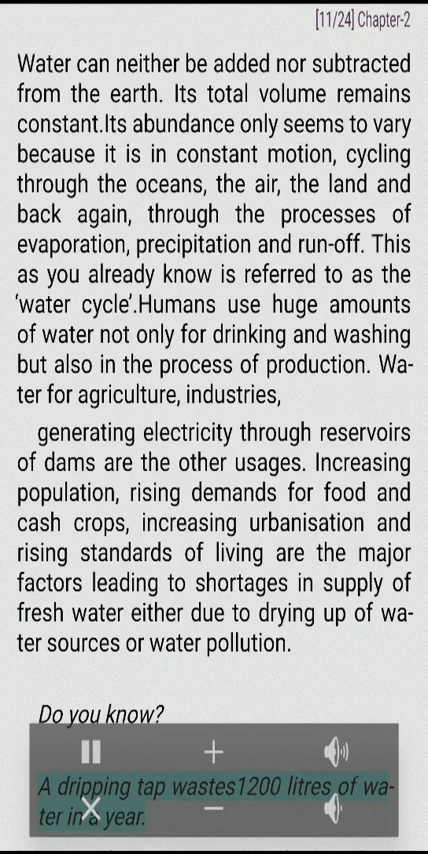 [11/24] Chapter-2
Water can neither be added nor subtracted
from the earth. Its total volume remains
constant.Its abundance only seems to vary
because it is in constant motion, cycling
through the oceans, the air, the land and
back again, through the processes of
evaporation, precipitation and run-off. This
as you already know is referred to as the
'water cycle'.Humans use huge amounts
of water not only for drinking and washing
but also in the process of production. Wa-
ter for agriculture, industries,
generating electricity through reservoirs
of dams are the other usages. Increasing
population, rising demands for food and
cash crops, increasing urbanisation and
rising standards of living are the major
factors leading to shortages in supply of
fresh water either due to drying up of wa-
ter sources or water pollution.
Do you know?
A dripping tap wastes1200 litres of wa-
ter in a year.